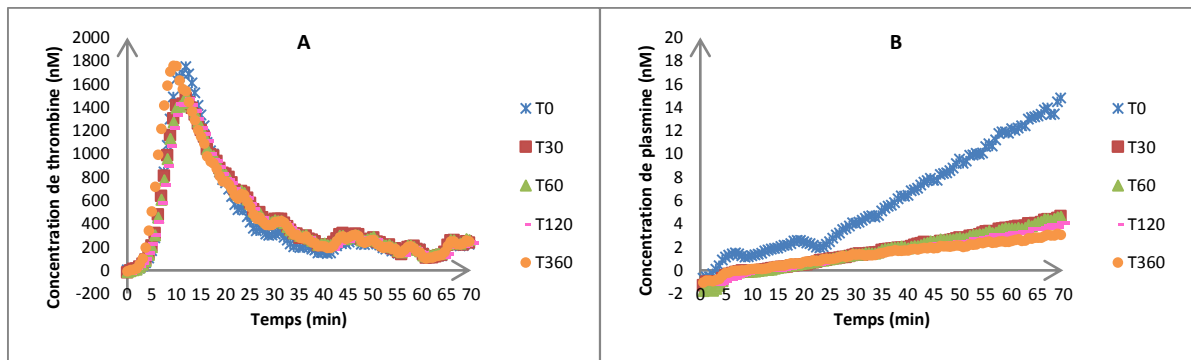 A
Concentration de thrombine (nM)
2000
1800
1600
1400
1200
1000
800
600
400
200
0
-200
0 5 10 15 20 25 30 35 40 45 50 55 60 65 70
Temps (min)
T0
T30
T60
T120
T360
B
Concentration de plasmine (nM)
20
18
16
14
12
10
8
6
4
2
0
-2
0 5 10 15 20 25 30 35 40 45 50 55 60 65 70
Temps (min)
T0
T30
T60
T120
T360